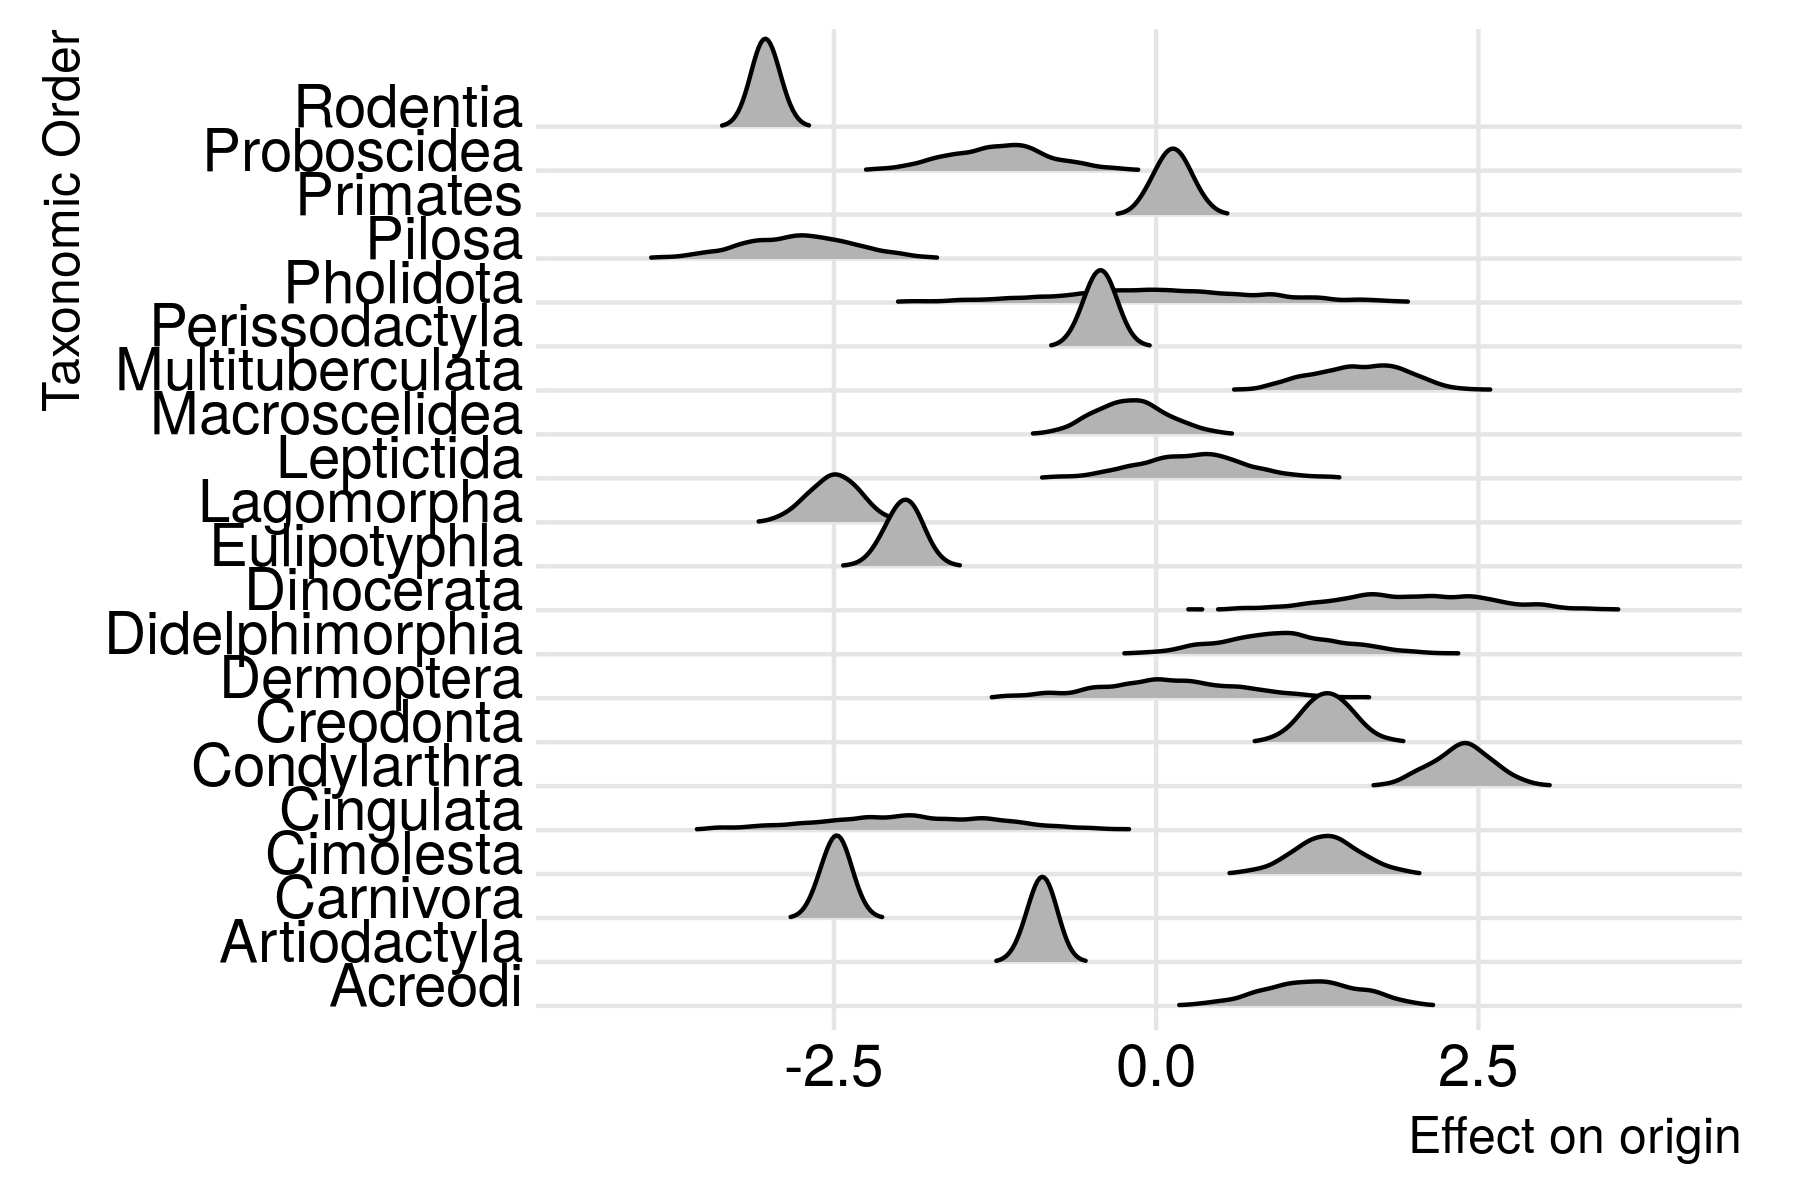 Taxonomic Order
Rodentia
Proboscidea
Primates
Pilosa
Pholidota
Perissodactyla
Multituberculata
Macroscelidea
Leptictida
Lagomorpha
Eulipotyphla
Dinocerata
Didelphimorphia
Dermoptera
Creodonta
Condylarthra
Cingulata
Cimolesta
Carnivora
Artiodactyla
Acreodi
-2.5 0.0 2.5
Effect on origin